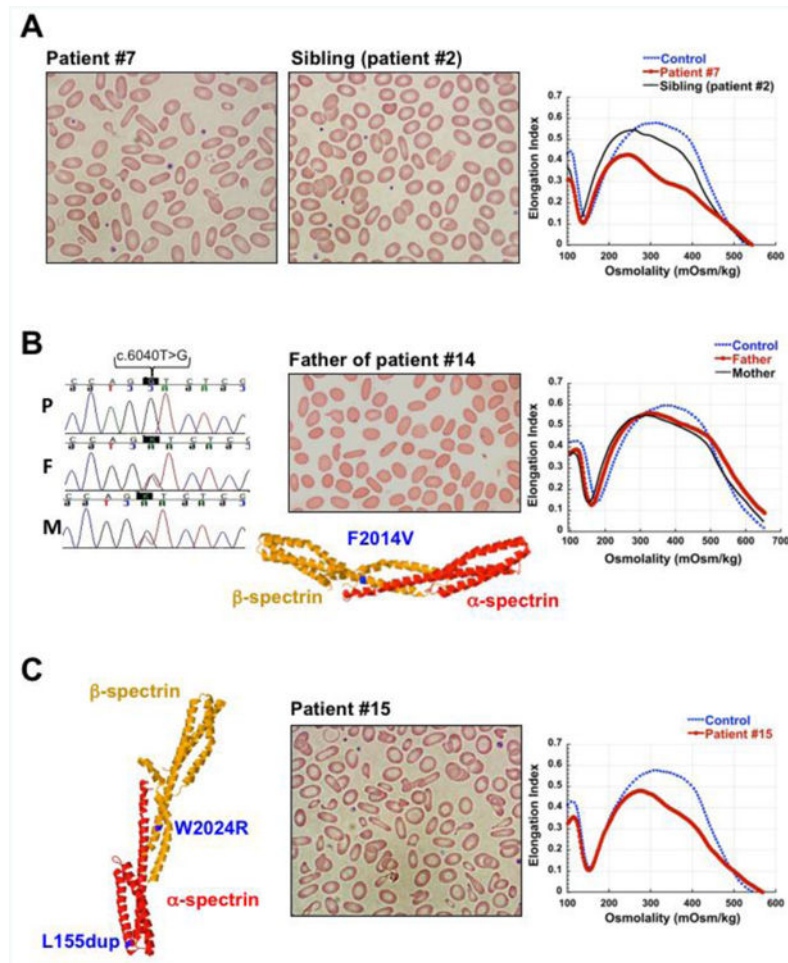 A
Patient #7
Sibling (patient #2)
Control
Patient #7
Sibling (patient #2)
0.7
0.6
0.5
0.4
0.3
0.2
0.1
0
Elongation Index
100 200 300 400 500 600
Osmolality (mOsm/kg)
B
c.6040T>G
C C A G G T C T C G
P
C C A G T C T C
F
C C A G T C T C G
M
Father of patient #14
F2014V
β-spectrin
α-spectrin
Control
Father
Mother
0.7
0.6
0.5
0.4
0.3
0.2
0.1
0
Elongation Index
100 200 300 400 500 600 700
Osmolality (mOsm/kg)
C
β-spectrin
W2024R
α-spectrin
L155dup
Patient #15
Control
Patient #15
0.7
0.6
0.5
0.4
0.3
0.2
0.1
0
Elongation Index
100 200 300 400 500 600
Osmolality (mOsm/kg)